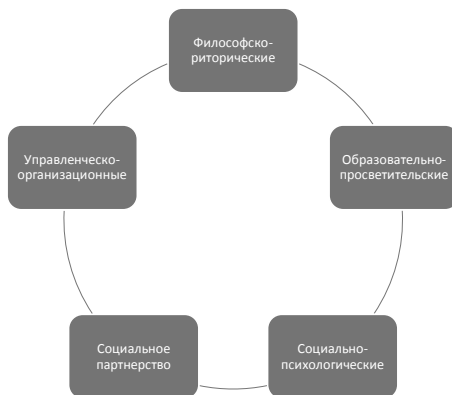 Философско-
риторические
Управленческо-
организационные
Образовательно-
просветительские
Социальное
партнерство
Социально-
психологические